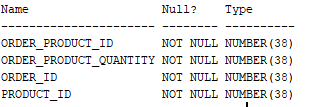 Name Null? Type
---------------------- -------- ----------
ORDER_PRODUCT_ID NOT NULL NUMBER(38)
ORDER_PRODUCT_QUANTITY NOT NULL NUMBER(38)
ORDER_ID NOT NULL NUMBER(38)
PRODUCT_ID NOT NULL NUMBER(38)